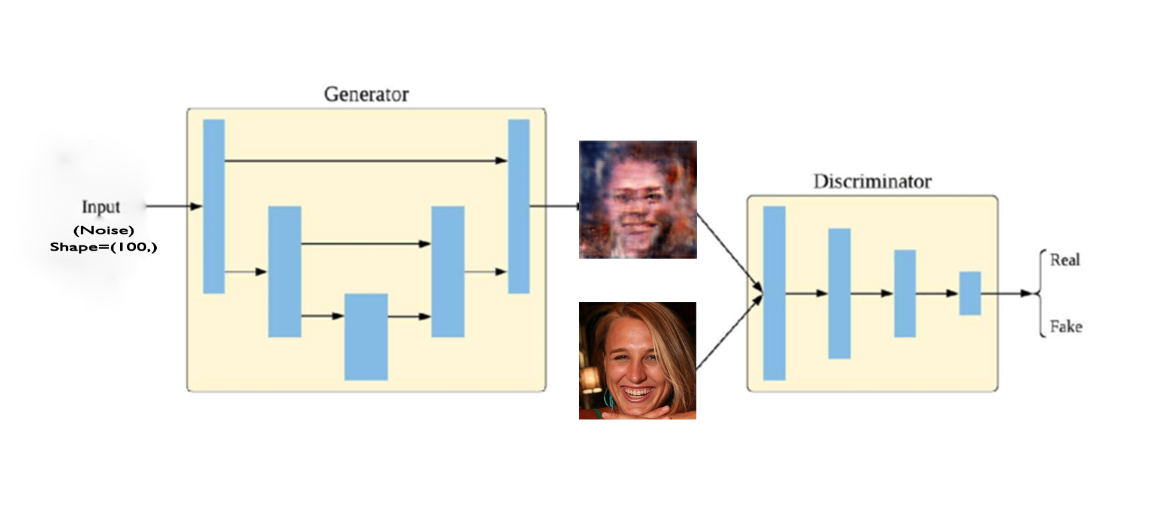 Generator
Input
(Noise)
Shape=(100,)
Discriminator
Real
Fake